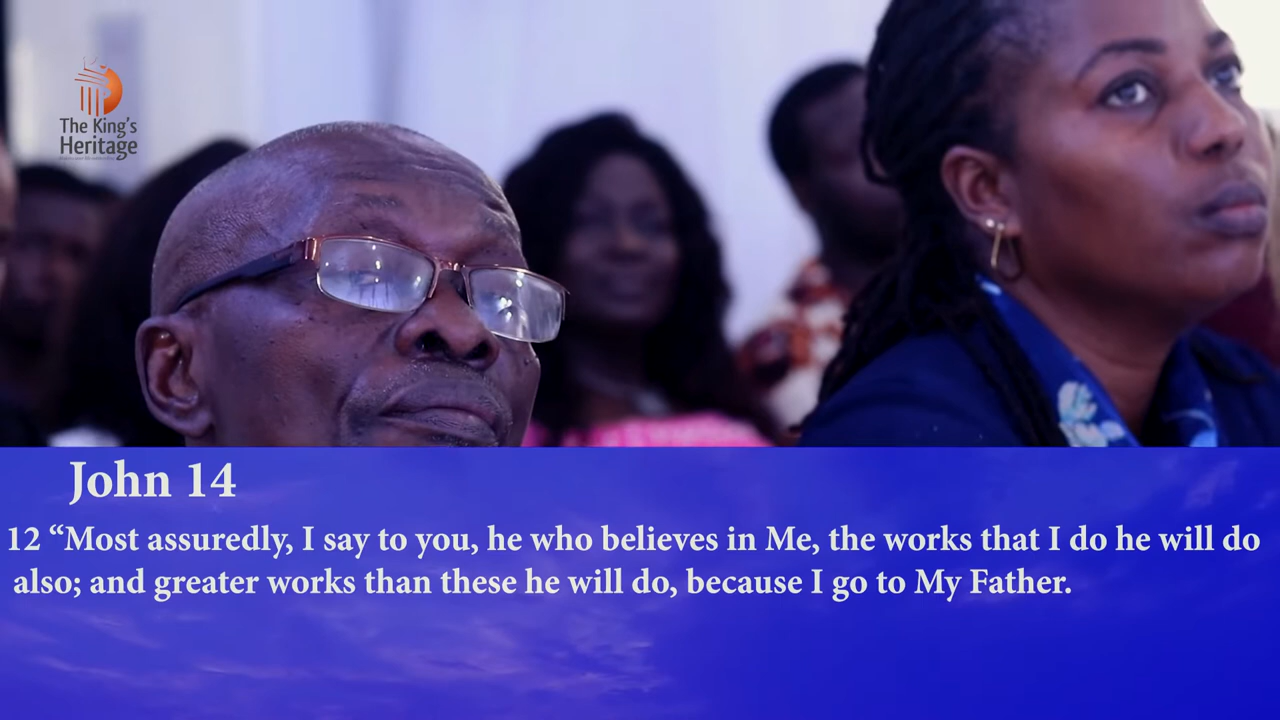 The King's
Heritage
John 14
12 “Most assuredly, I say to you, he who believes in Me, the works that I do he will do
also; and greater works than these he will do, because I go to My Father.